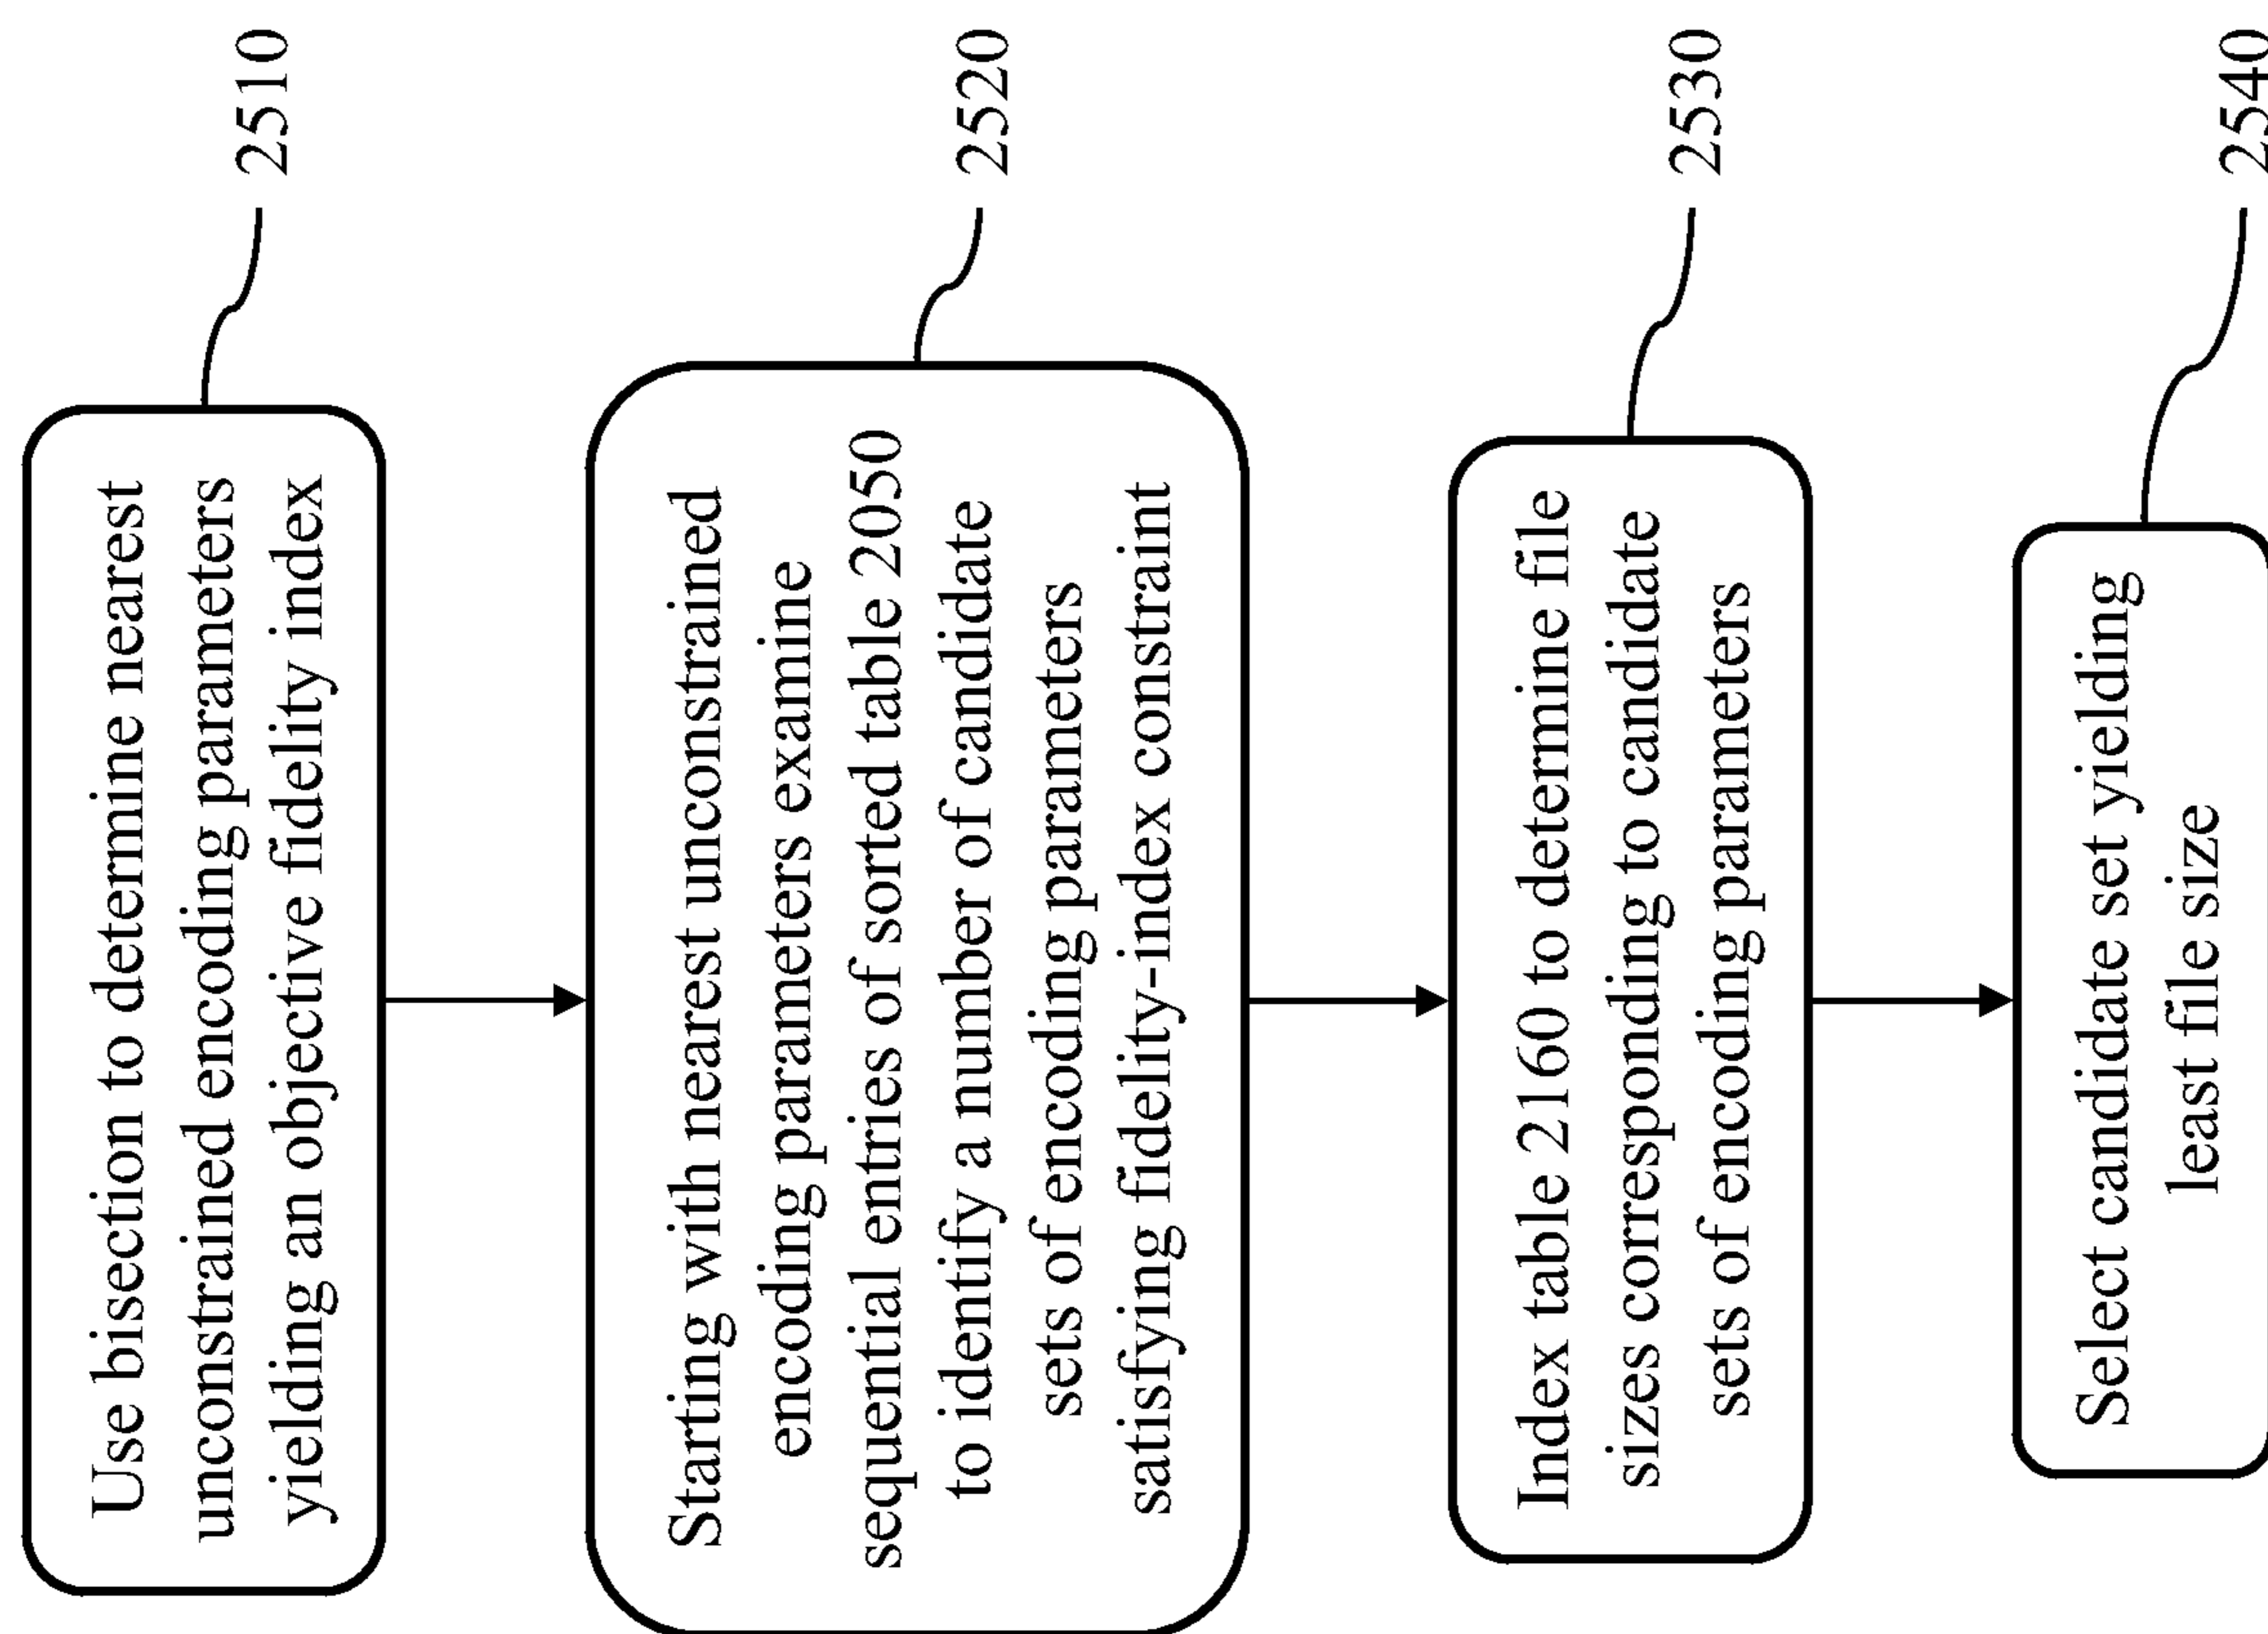 Use bisection to determine nearest
unconstrained encoding parameters
yielding an objective fidelity index
2510
Starting with nearest unconstrained
encoding parameters examine
sequential entries of sorted table 2050
to identify a number of candidate
sets of encoding parameters
satisfying fidelity-index constraint
2520
Index table 2160 to determine file
sizes corresponding to candidate
sets of encoding parameters
2530
Select candidate set yielding
least file size
2540